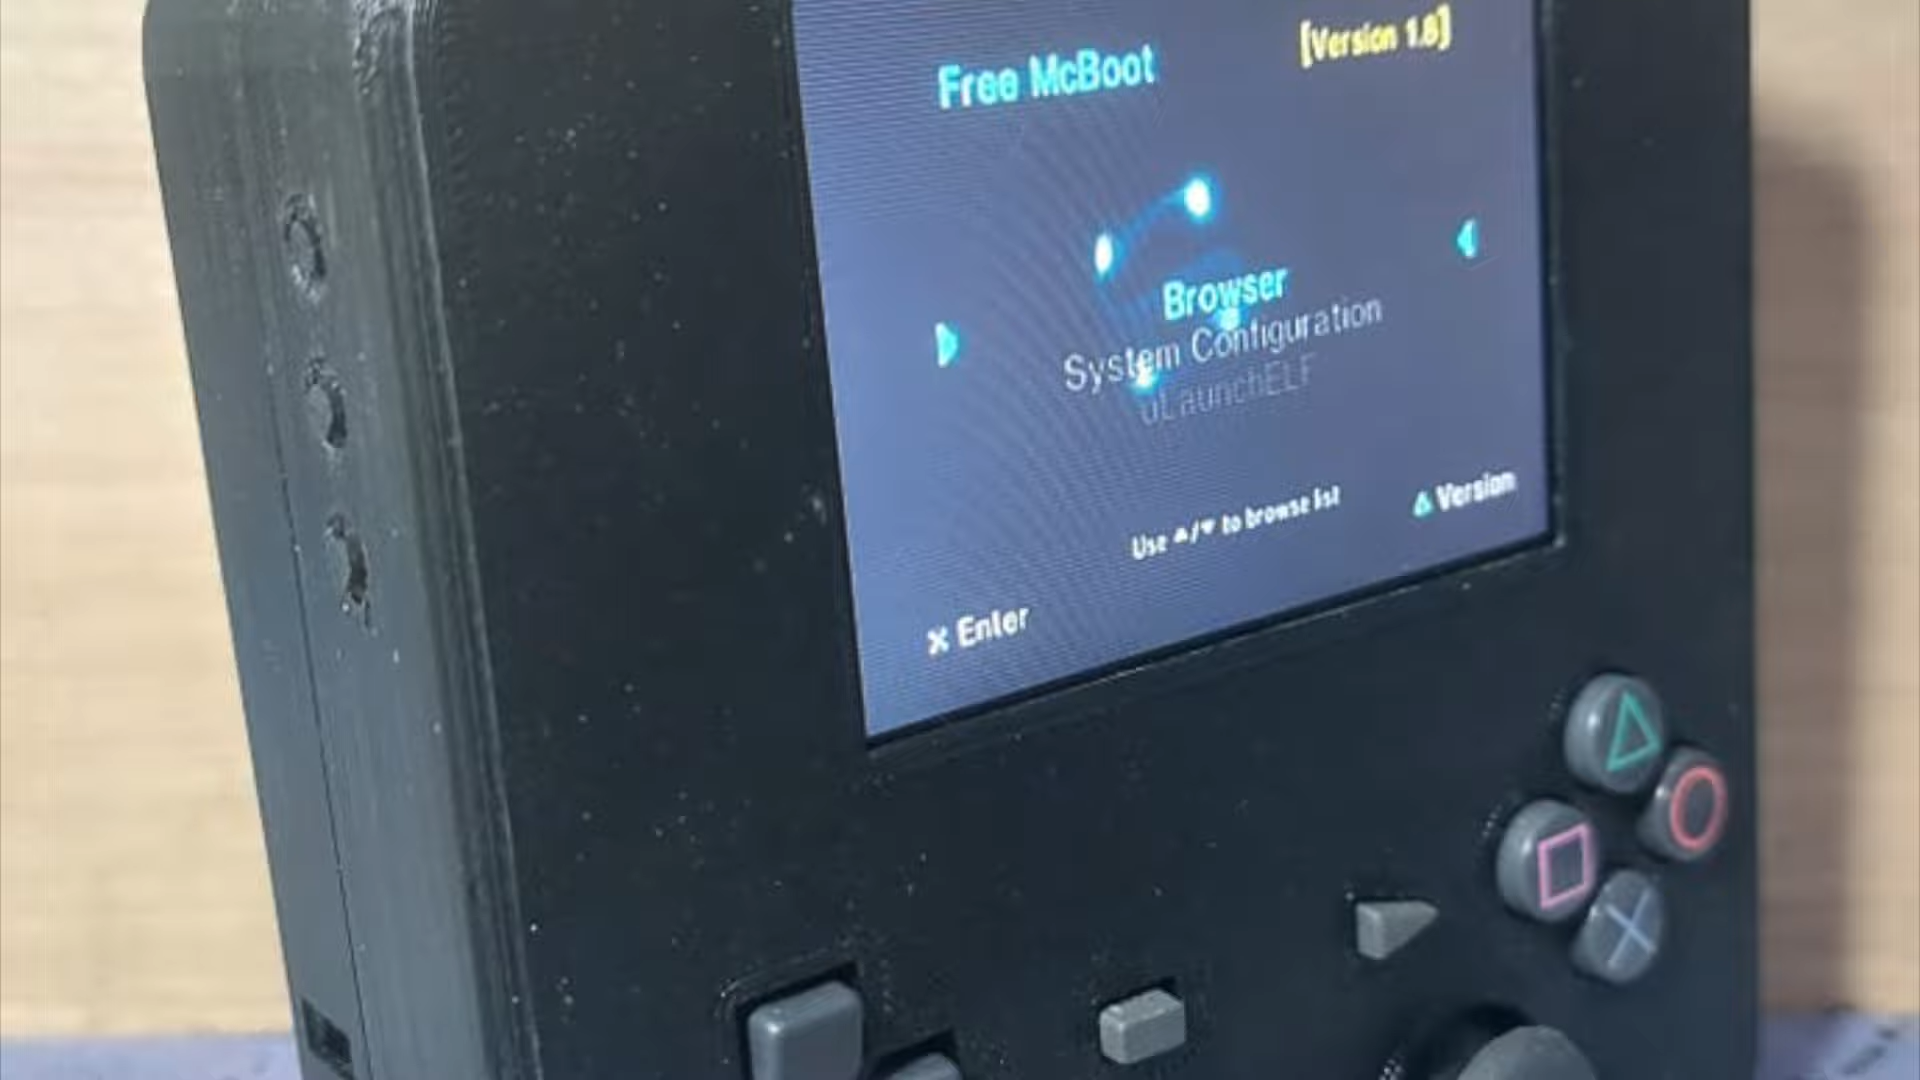 Free McBoot
[Version 1.8]
Browser
System Configuration
uLaunchELF
Use ▲/▼ to browse list
△ Version
✕ Enter